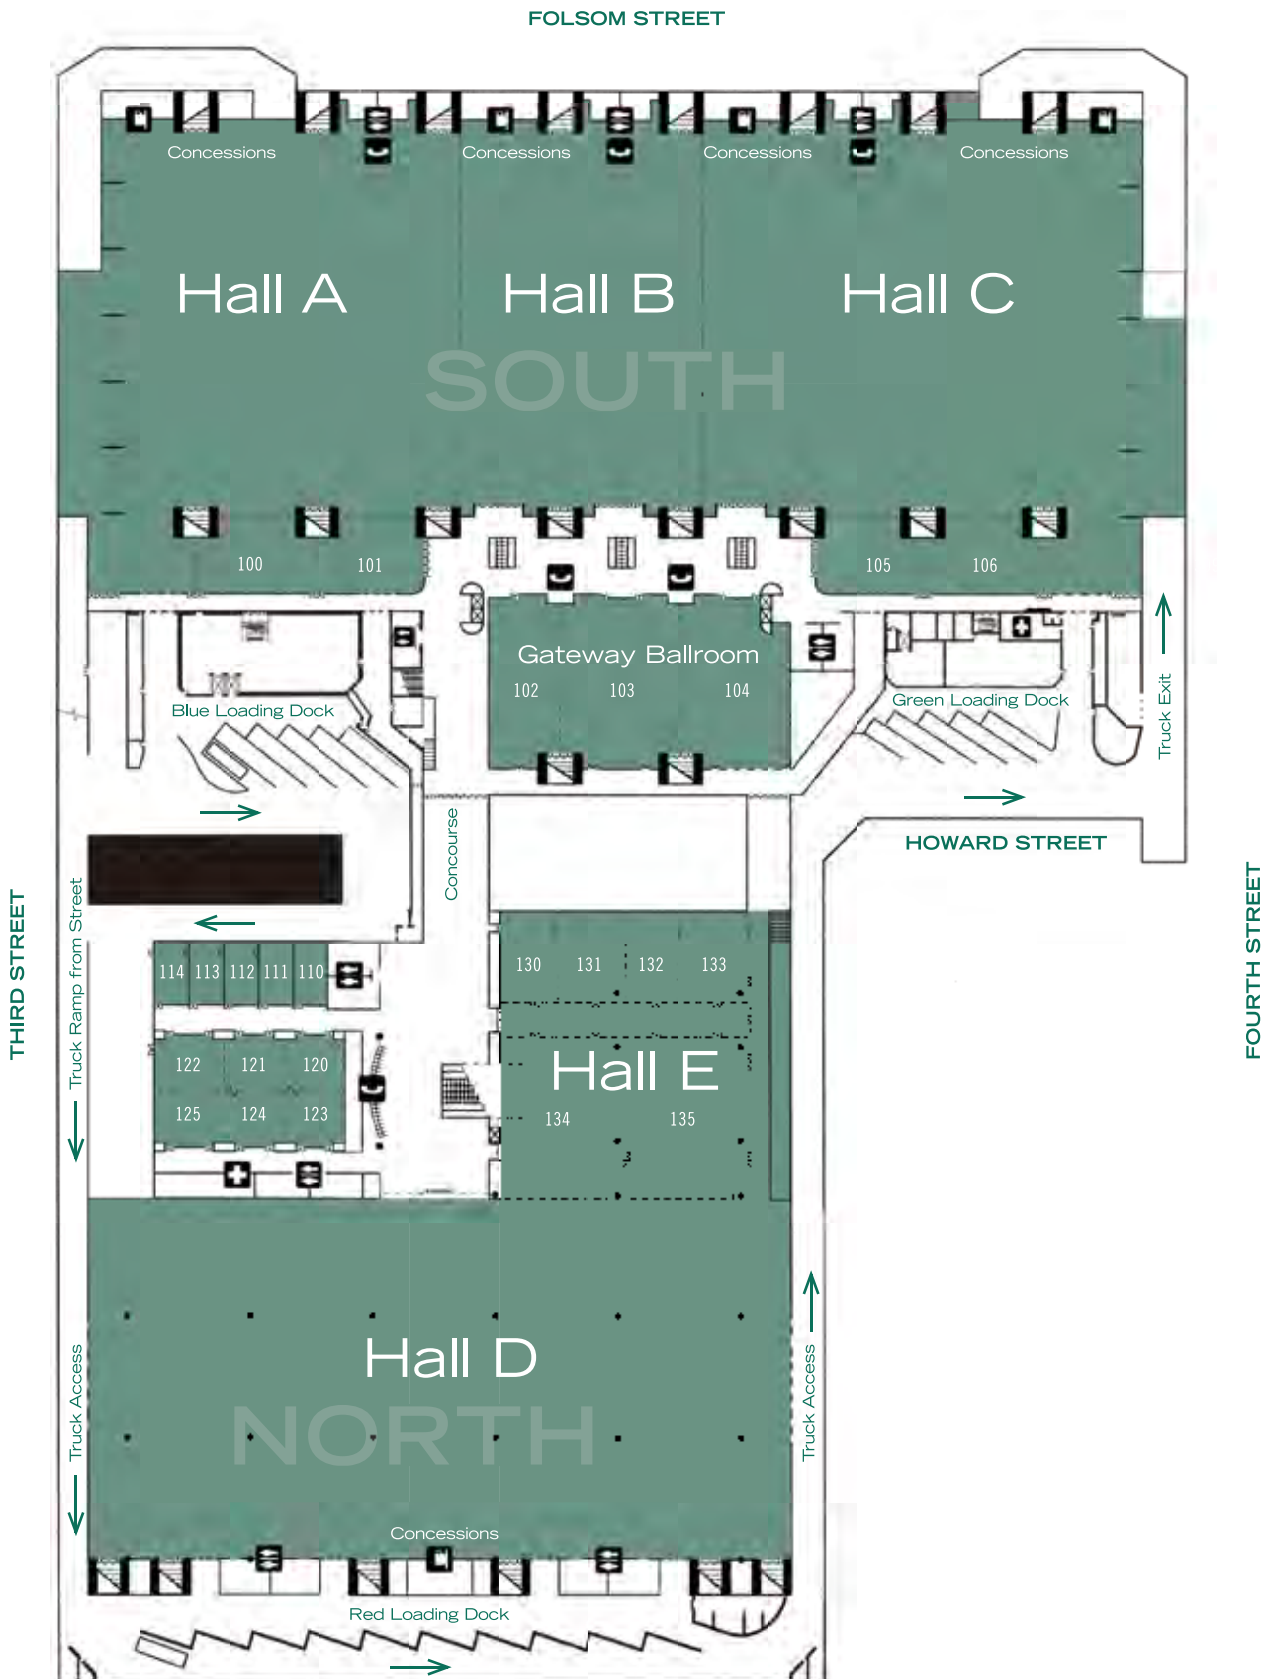 FOLSOM STREET
Concessions
Concessions
Concessions
Concessions
Hall A
Hall B
Hall C
SOUTH
100
101
105
106
Gateway Ballroom
102
103
104
Blue Loading Dock
Green Loading Dock
Truck Exit
Concourse
HOWARD STREET
THIRD STREET
Truck Ramp from Street
FOURTH STREET
114
113
112
111
110
130
131
132
133
122
121
120
Hall E
125
124
123
134
135
Hall D
Truck Access
Truck Access
NORTH
Concessions
Red Loading Dock